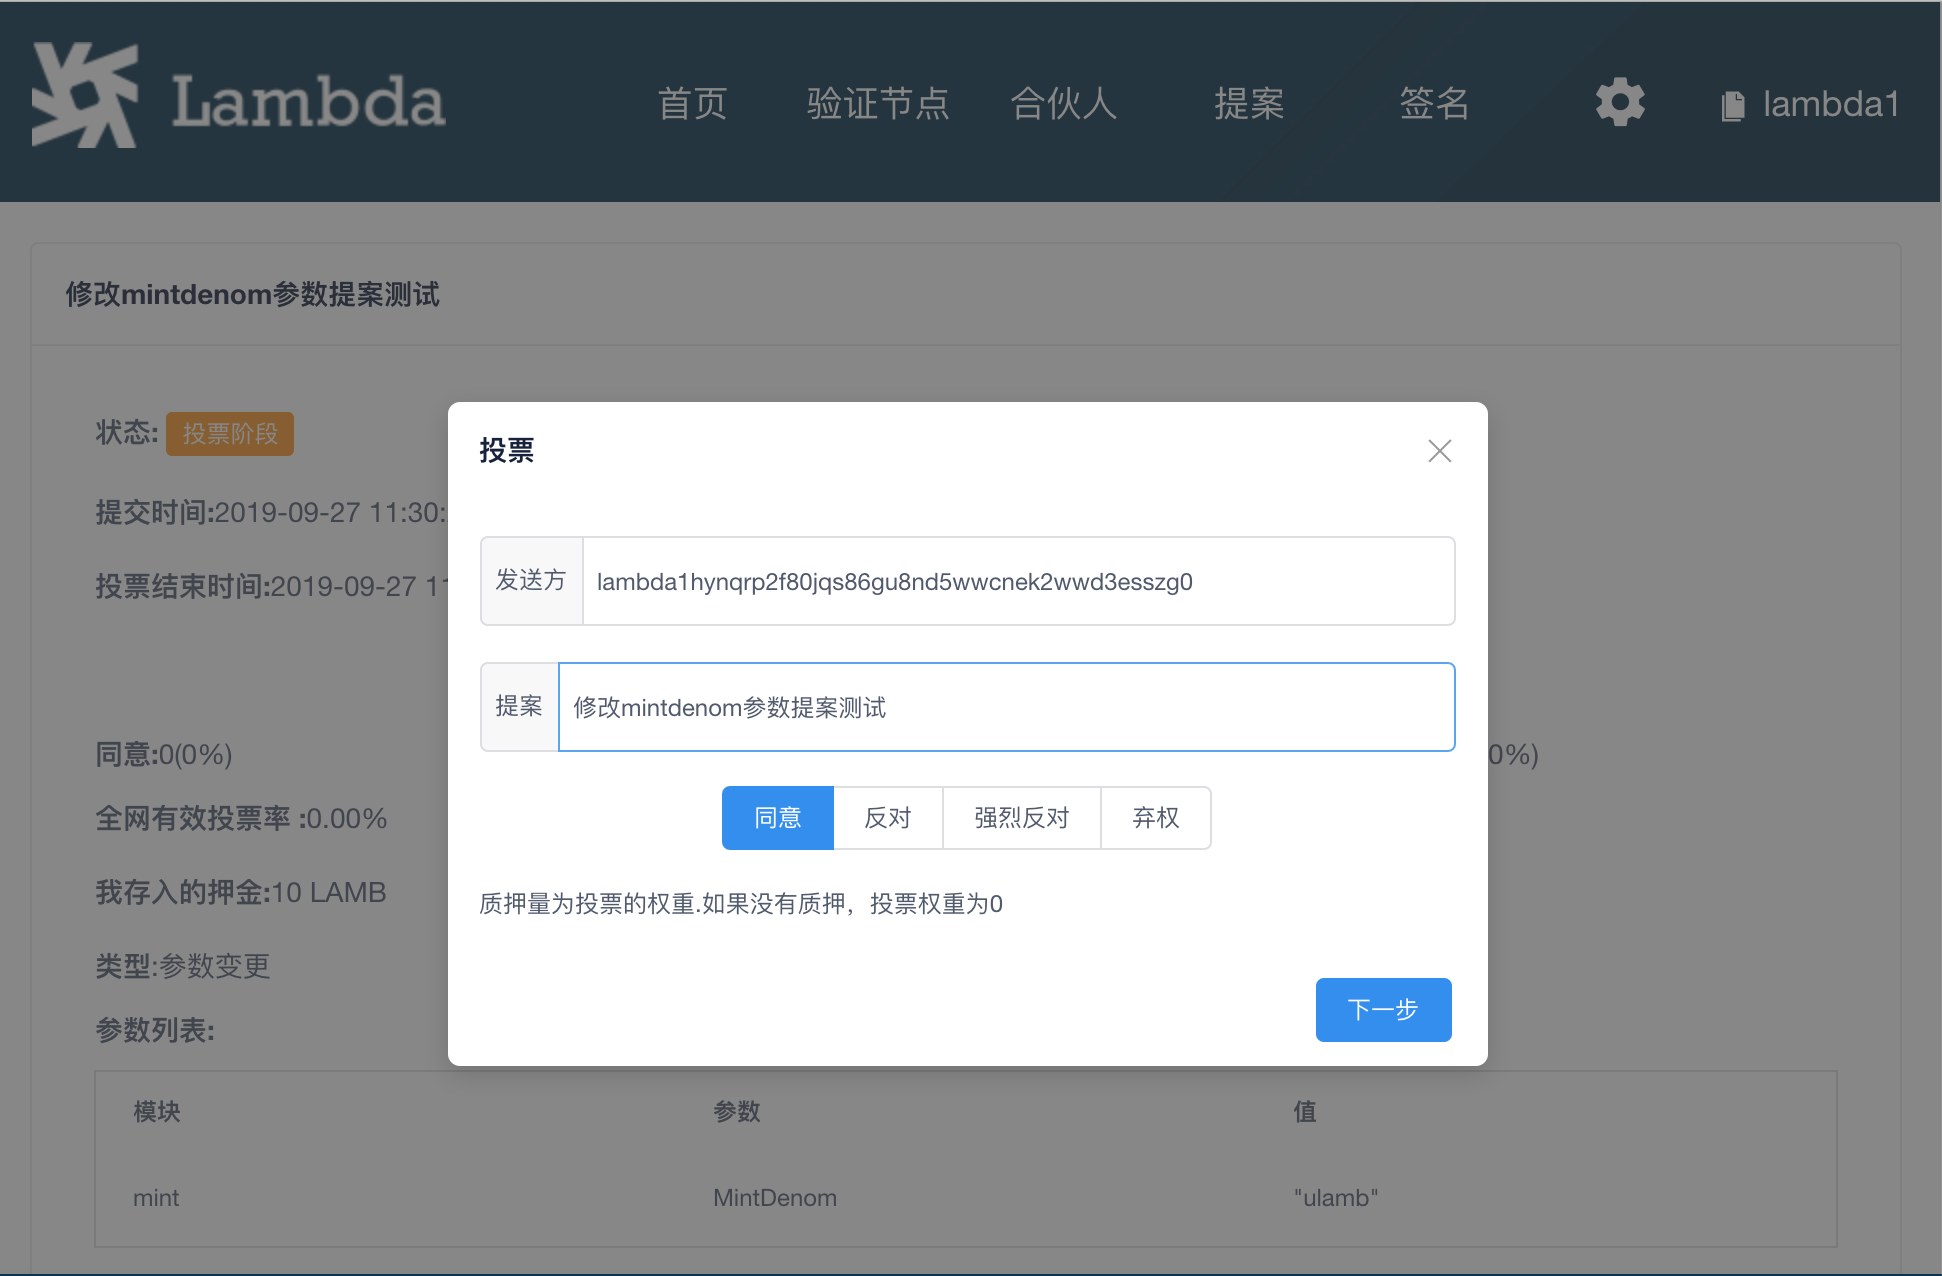 Lambda 首页 验证节点 合伙人 提案 签名 lambda1
修改mintdenom参数提案测试
状态: 投票阶段
提交时间:2019-09-27 11:30:
投票结束时间:2019-09-27 11
同意:0(0%)
0%)
全网有效投票率 :0.00%
我存入的押金:10 LAMB
类型:参数变更
参数列表:
模块 参数 值
mint MintDenom "ulamb"
投票
发送方 lambda1hynqrp2f80jqs86gu8nd5wwcnek2wwd3esszg0
提案 修改mintdenom参数提案测试
同意 反对 强烈反对 弃权
质押量为投票的权重.如果没有质押，投票权重为0
下一步